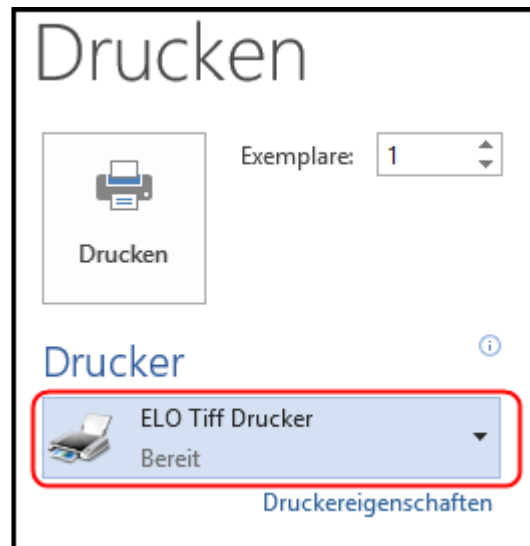 Drucken
Exemplare: 1
Drucken
Drucker
ELO Tiff Drucker
Bereit
Druckereigenschaften